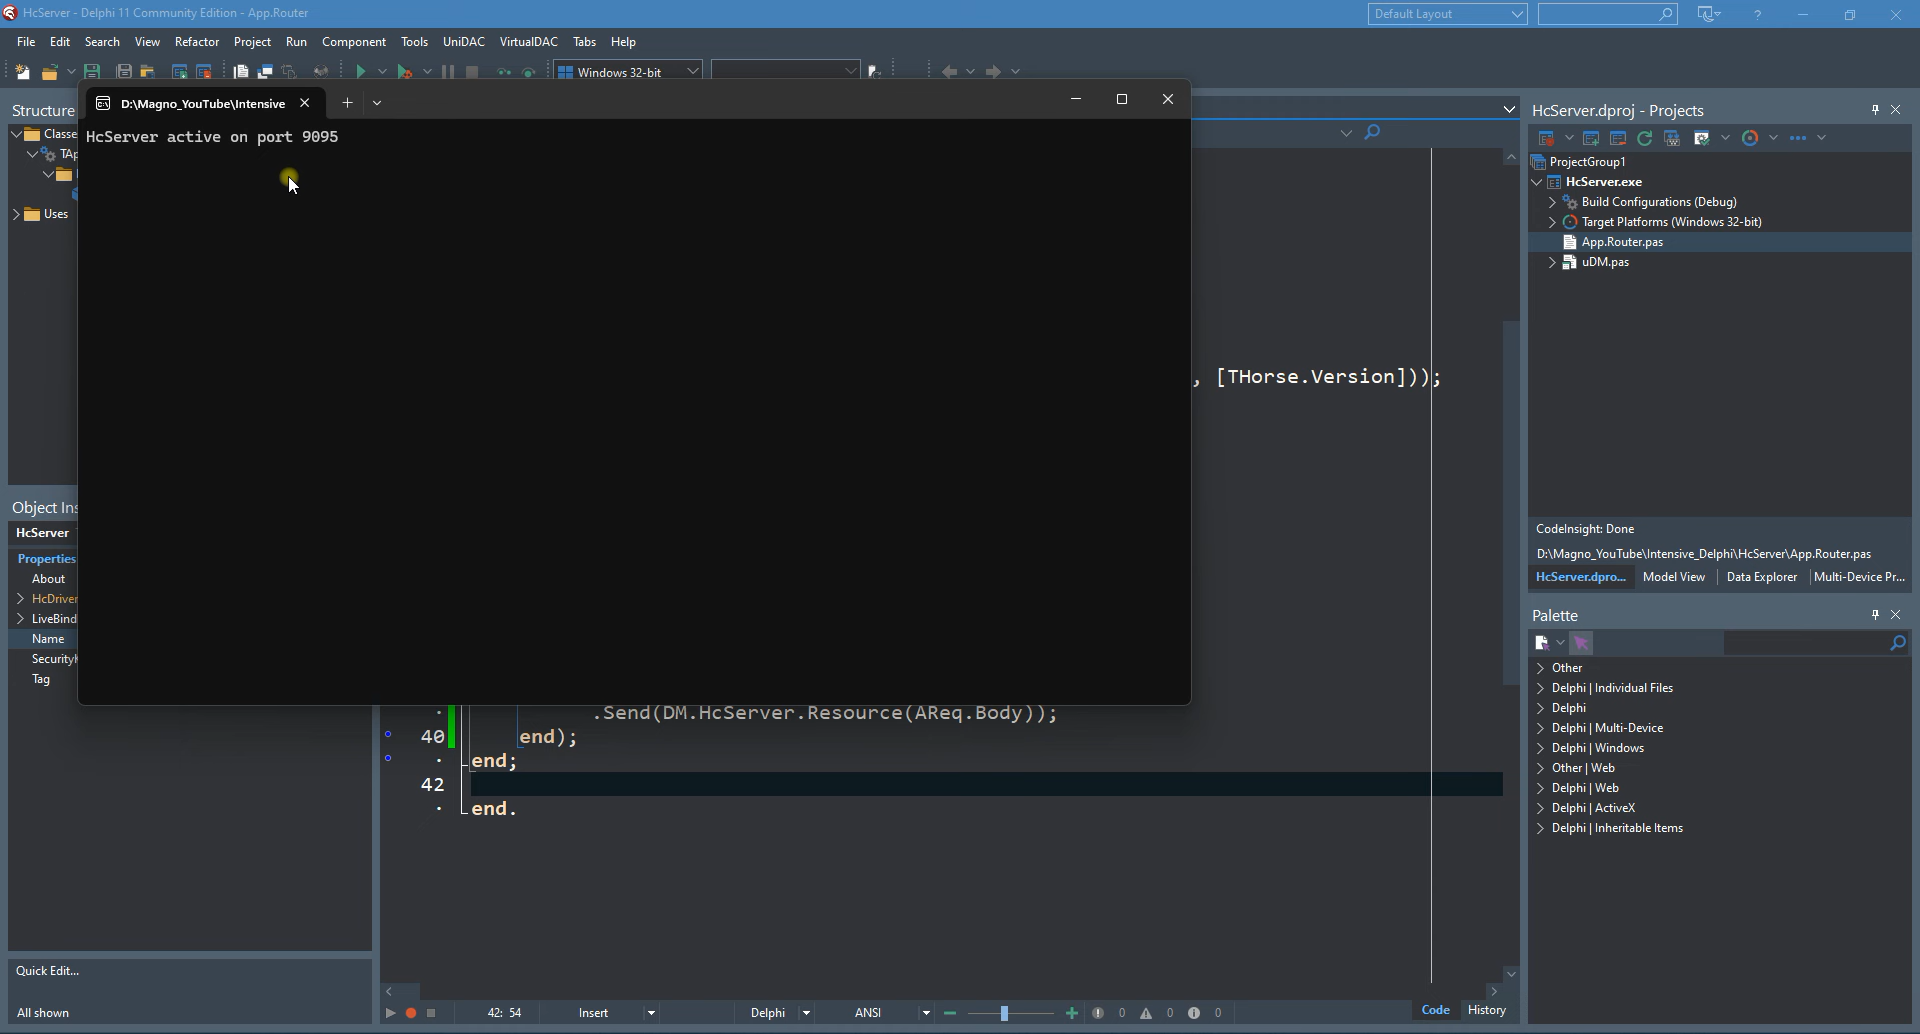 HcServer - Delphi 11 Community Edition - App.Router
Default Layout
?
File Edit Search View Refactor Project Run Component Tools UniDAC VirtualDAC Tabs Help
Windows 32-bit
D:\Magno_YouTube\Intensive
HcServer active on port 9095
Structure
Classe
TAp
Uses
, [THorse.Version]));
.Send(DM.HcServer.Resource(AReq.Body));
40 end);
end;
42
end.
Object Ins
HcServer
Properties
About
HcDriver
LiveBind
Name
Security
Tag
Quick Edit...
All shown
42: 54 Insert Delphi ANSI 0 0 0
Code History
HcServer.dproj - Projects
ProjectGroup1
HcServer.exe
Build Configurations (Debug)
Target Platforms (Windows 32-bit)
App.Router.pas
uDM.pas
CodeInsight: Done
D:\Magno_YouTube\Intensive_Delphi\HcServer\App.Router.pas
HcServer.dpro... Model View Data Explorer Multi-Device Pr...
Palette
Other
Delphi | Individual Files
Delphi
Delphi | Multi-Device
Delphi | Windows
Other | Web
Delphi | Web
Delphi | ActiveX
Delphi | Inheritable Items